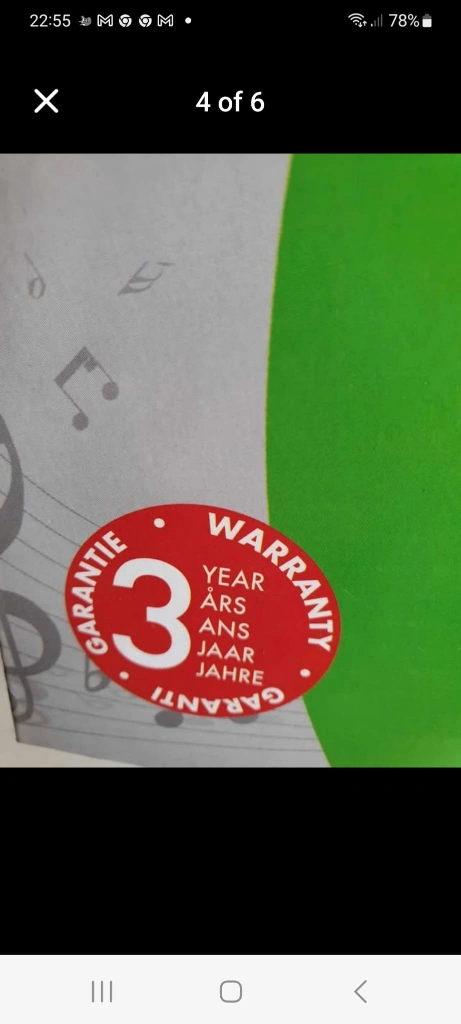 22:55
78%
4 of 6
WARRANTY
GARANTIE
3
YEAR
ÅRS
ANS
JAAR
JAHRE
GARANTI